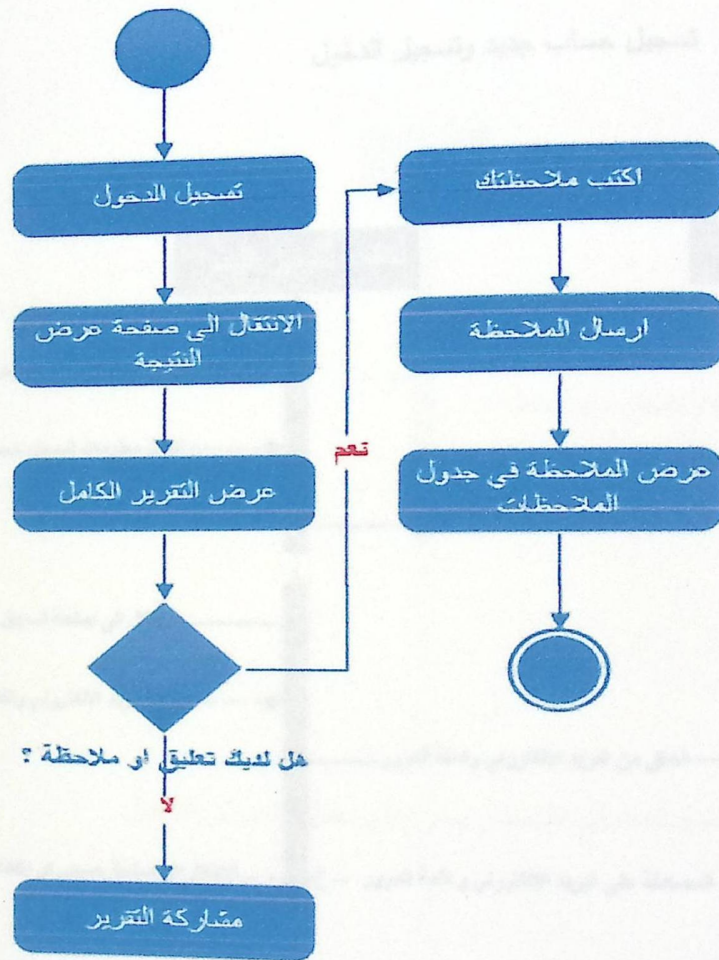 تسجيل حساب جديد وتسجيل الدخول
تسجيل الدخول
الانتقال الى صفحة عرض
النتيجة
عرض التقرير الكامل
هل لديك تعليق او ملاحظة ؟
لا
مشاركة التقرير
نعم
اكتب ملاحظتك
ارسال الملاحظة
عرض الملاحظة في جدول
الملاحظات